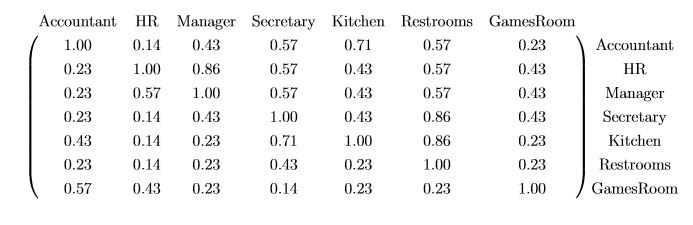 Accountant HR Manager Secretary Kitchen Restrooms GamesRoom
1.00 0.14 0.43 0.57 0.71 0.57 0.23 Accountant
0.23 1.00 0.86 0.57 0.43 0.57 0.43 HR
0.23 0.57 1.00 0.57 0.43 0.57 0.43 Manager
0.23 0.14 0.43 1.00 0.43 0.86 0.43 Secretary
0.43 0.14 0.23 0.71 1.00 0.86 0.23 Kitchen
0.23 0.14 0.23 0.43 0.23 1.00 0.23 Restrooms
0.57 0.43 0.23 0.14 0.23 0.23 1.00 GamesRoom